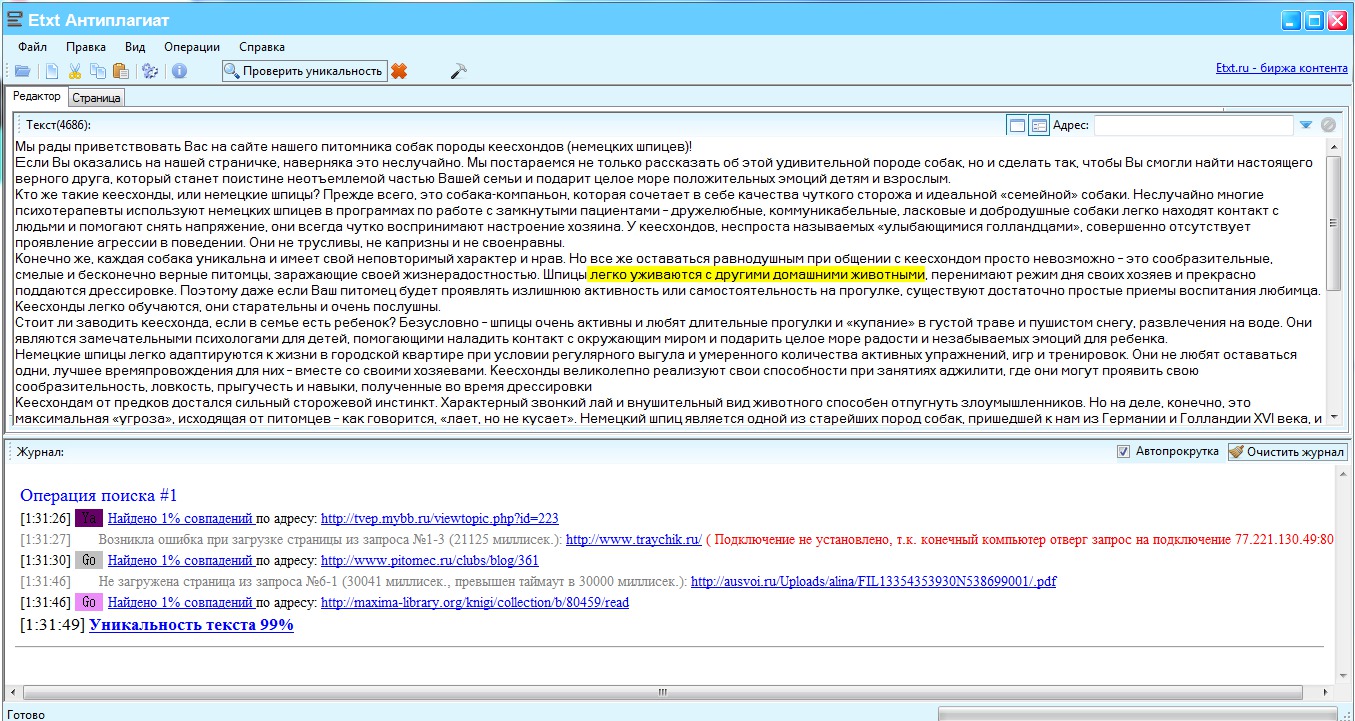 Etxt Антиплагиат
Файл Правка Вид Операции Справка
Проверить уникальность
Etxt.ru - биржа контента
Редактор Страница
Текст(4686): Адрес:
Мы рады приветствовать Вас на сайте нашего питомника собак породы кеесхондов (немецких шпицев)!
Если Вы оказались на нашей страничке, наверняка это неслучайно. Мы постараемся не только рассказать об этой удивительной породе собак, но и сделать так, чтобы Вы смогли найти настоящего
верного друга, который станет поистине неотъемлемой частью Вашей семьи и подарит целое море положительных эмоций детям и взрослым.
Кто же такие кеесхонды, или немецкие шпицы? Прежде всего, это собака-компаньон, которая сочетает в себе качества чуткого сторожа и идеальной «семейной» собаки. Неслучайно многие
психотерапевты используют немецких шпицев в программах по работе с замкнутыми пациентами – дружелюбные, коммуникабельные, ласковые и добродушные собаки легко находят контакт с
людьми и помогают снять напряжение, они всегда чутко воспринимают настроение хозяина. У кеесхондов, неспроста называемых «улыбающимися голландцами», совершенно отсутствует
проявление агрессии в поведении. Они не трусливы, не капризны и не своенравны.
Конечно же, каждая собака уникальна и имеет свой неповторимый характер и нрав. Но все же оставаться равнодушным при общении с кеесхондом просто невозможно – это сообразительные,
смелые и бесконечно верные питомцы, заражающие своей жизнерадостностью. Шпицы легко уживаются с другими домашними животными, перенимают режим дня своих хозяев и прекрасно
поддаются дрессировке. Поэтому даже если Ваш питомец будет проявлять излишнюю активность или самостоятельность на прогулке, существуют достаточно простые приемы воспитания любимца.
Кеесхонды легко обучаются, они старательны и очень послушны.
Стоит ли заводить кеесхонда, если в семье есть ребенок? Безусловно – шпицы очень активны и любят длительные прогулки и «купание» в густой траве и пушистом снегу, развлечения на воде. Они
являются замечательными психологами для детей, помогающими наладить контакт с окружающим миром и подарить целое море радости и незабываемых эмоций для ребенка.
Немецкие шпицы легко адаптируются к жизни в городской квартире при условии регулярного выгула и умеренного количества активных упражнений, игр и тренировок. Они не любят оставаться
одни, лучшее времяпровождения для них – вместе со своими хозяевами. Кеесхонды великолепно реализуют свои способности при занятиях аджилити, где они могут проявить свою
сообразительность, ловкость, прыгучесть и навыки, полученные во время дрессировки
Кеесхондам от предков достался сильный сторожевой инстинкт. Характерный звонкий лай и внушительный вид животного способен отпугнуть злоумышленников. Но на деле, конечно, это
максимальная «угроза», исходящая от питомцев – как говорится, «лает, но не кусает». Немецкий шпиц является одной из старейших пород собак, пришедшей к нам из Германии и Голландии XVI века, и
Журнал: Автопрокрутка Очистить журнал
Операция поиска #1
[1:31:26] Ya Найдено 1% совпадений по адресу: http://tvep.mybb.ru/viewtopic.php?id=223
[1:31:27] Возникла ошибка при загрузке страницы из запроса №1-3 (21125 миллисек.): http://www.traychik.ru/ ( Подключение не установлено, т.к. конечный компьютер отверг запрос на подключение 77.221.130.49:80
[1:31:30] Go Найдено 1% совпадений по адресу: http://www.pitomec.ru/clubs/blog/361
[1:31:46] Не загружена страница из запроса №6-1 (30041 миллисек., превышен таймаут в 30000 миллисек.): http://ausvoi.ru/Uploads/alina/FIL13354353930N538699001/.pdf
[1:31:46] Go Найдено 1% совпадений по адресу: http://maxima-library.org/knigi/collection/b/80459/read
[1:31:49] Уникальность текста 99%
Готово